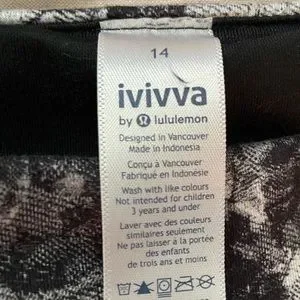 14
ivivva
by lululemon
Designed in Vancouver
Made in Indonesia
Conçu à Vancouver
Fabriqué en Indonésie
Wash with like colours
Not intended for children
3 years and under
Laver avec des couleurs
similaires seulement
Ne pas laisser à la portée
des enfants
de trois ans et moins